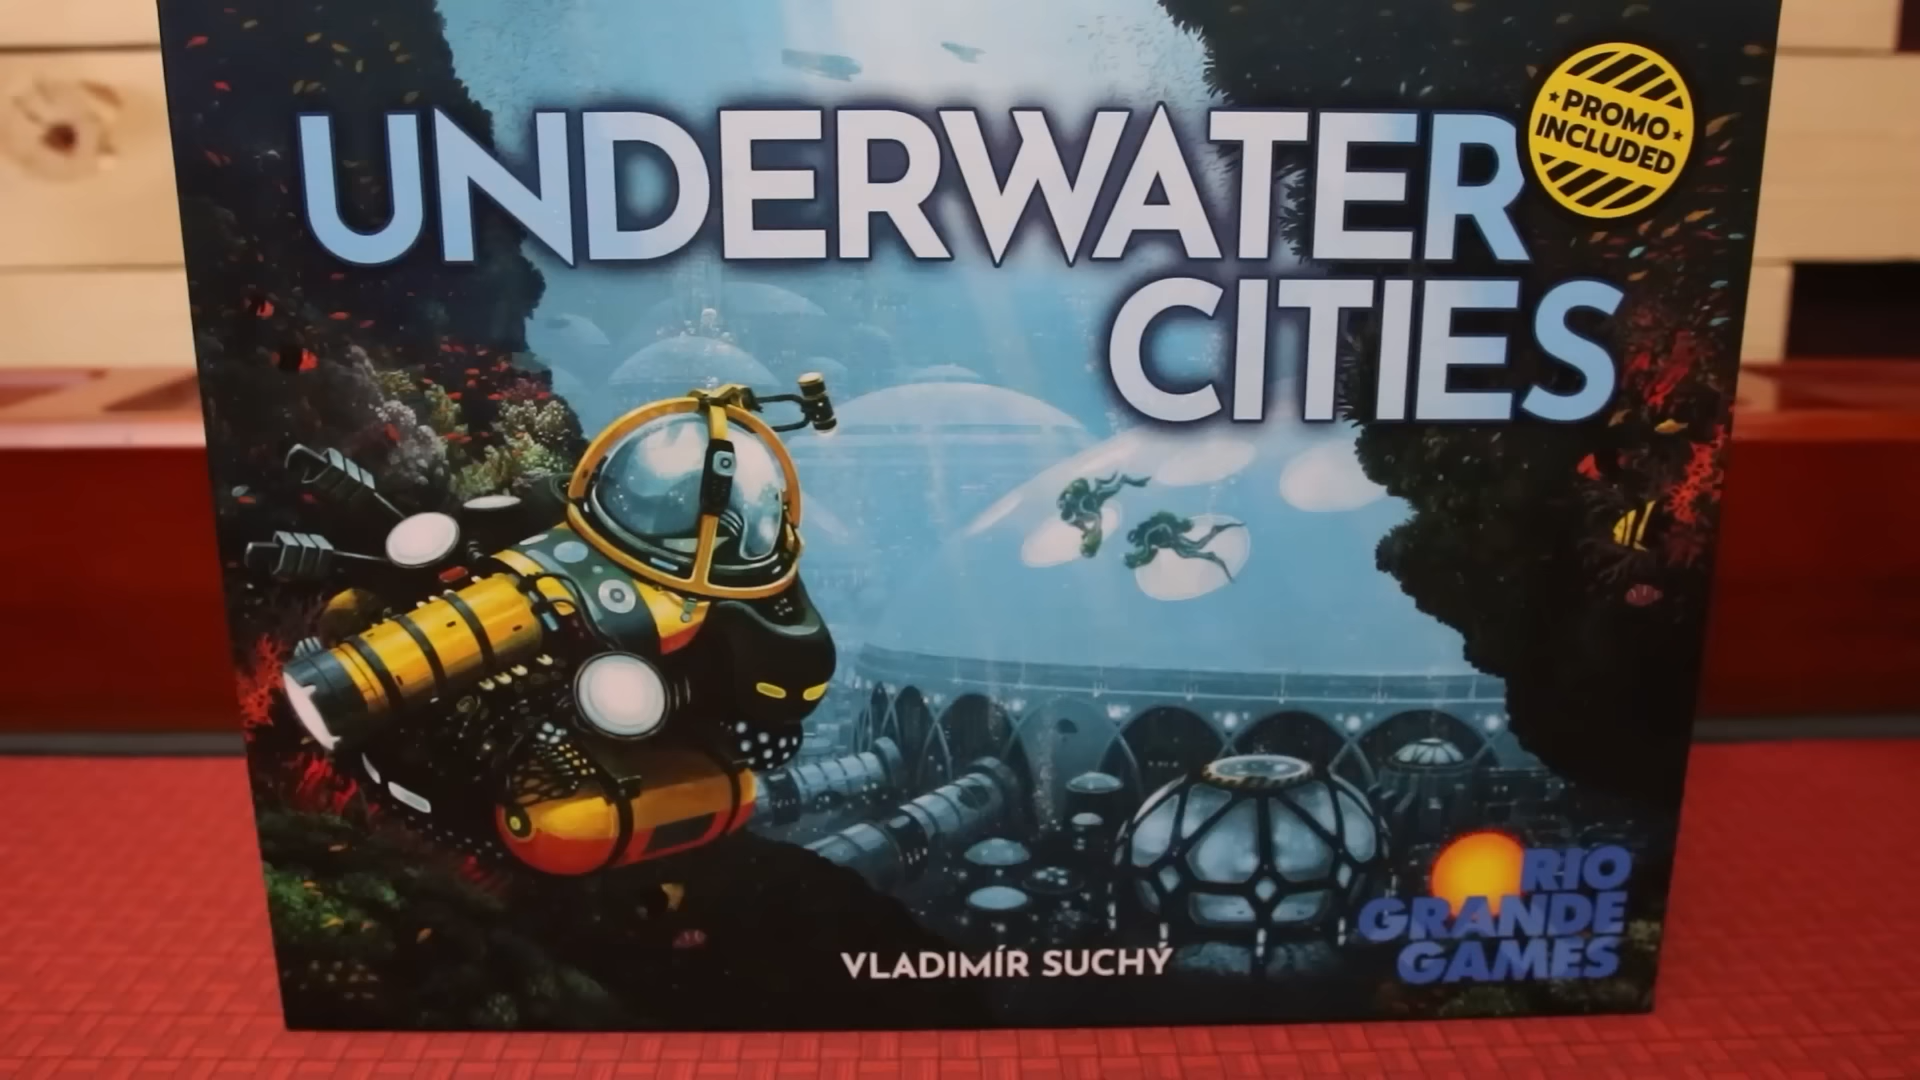 UNDERWATER
CITIES
PROMO
INCLUDED
VLADIMÍR SUCHÝ
RIO
GRANDE
GAMES